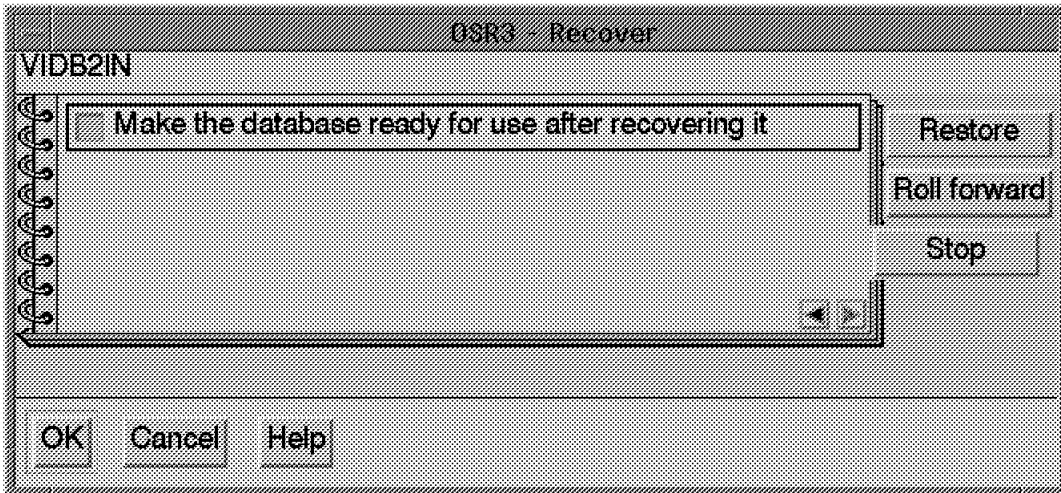 OSR3 - Recover
VIDB2IN
Make the database ready for use after recovering it
Restore
Roll forward
Stop
OK Cancel Help